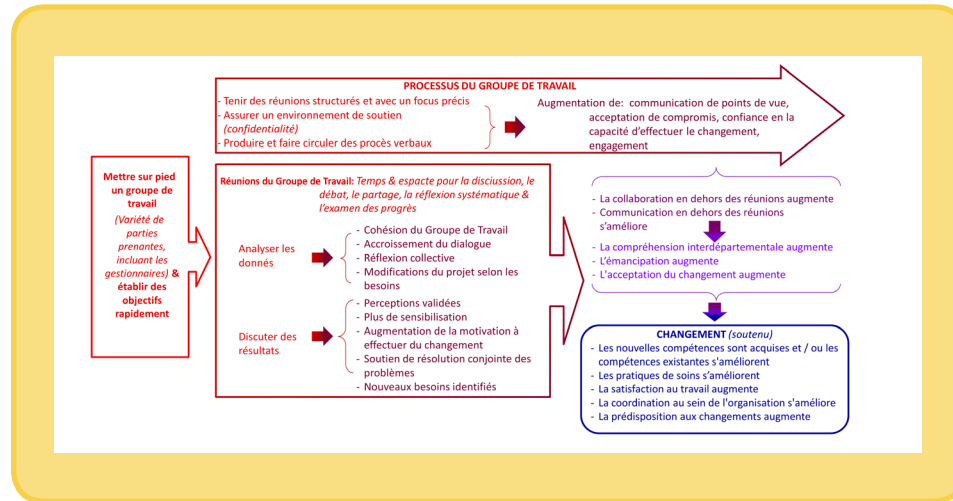 PROCESSUS DU GROUPE DE TRAVAIL
- Tenir des réunions structurés et avec un focus précis
- Assurer un environnement de soutien
(confidentialité)
- Produire et faire circuler des procès verbaux
Augmentation de: communication de points de vue,
acceptation de compromis, confiance en la
capacité d'effectuer le changement,
engagement
Mettre sur pied
un groupe de
travail
(Variété de
parties
prenantes,
incluant les
gestionnaires) &
établir des
objectifs
rapidement
Réunions du Groupe de Travail: Temps & espacte pour la disciussion, le
débat, le partage, la réflexion systématique &
l'examen des progrès
Analyser les
donnés
- Cohésion du Groupe de Travail
- Accroissement du dialogue
- Réflexion collective
- Modifications du projet selon les
besoins
Discuter des
résultats
- Perceptions validées
- Plus de sensibilisation
- Augmentation de la motivation à
effectuer du changement
- Soutien de résolution conjointe des
problèmes
- Nouveaux besoins identifiés
- La collaboration en dehors des réunions augmente
- Communication en dehors des réunions
s'améliore
- La compréhension interdépartementale augmente
- L'émancipation augmente
- L'acceptation du changement augmente
CHANGEMENT (soutenu)
- Les nouvelles compétences sont acquises et / ou les
compétences existantes s'améliorent
- Les pratiques de soins s'améliorent
- La satisfaction au travail augmente
- La coordination au sein de l'organisation s'améliore
- La prédisposition aux changements augmente